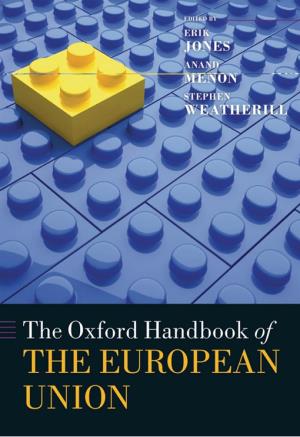 EDITED BY
ERIK
JONES
ANAND
MENON
STEPHEN
WEATHERILL
The Oxford Handbook of
THE EUROPEAN
UNION